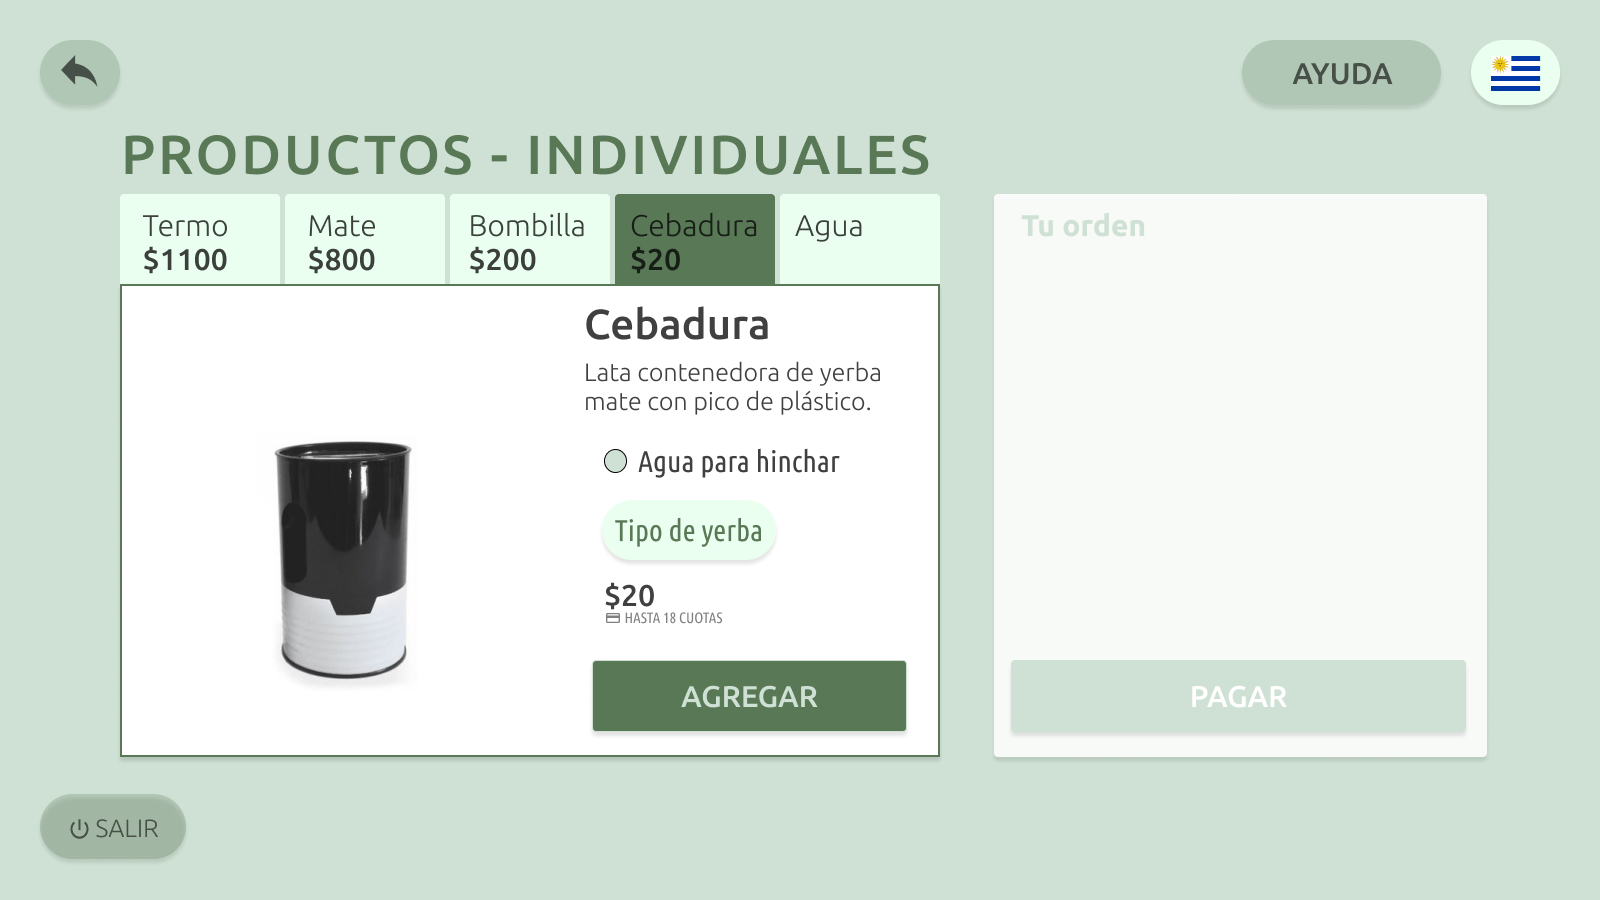 AYUDA
PRODUCTOS - INDIVIDUALES
Termo
$1100
Mate
$800
Bombilla
$200
Cebadura
$20
Agua
Cebadura
Lata contenedora de yerba
mate con pico de plástico.
Agua para hinchar
Tipo de yerba
$20
HASTA 18 CUOTAS
AGREGAR
Tu orden
PAGAR
SALIR